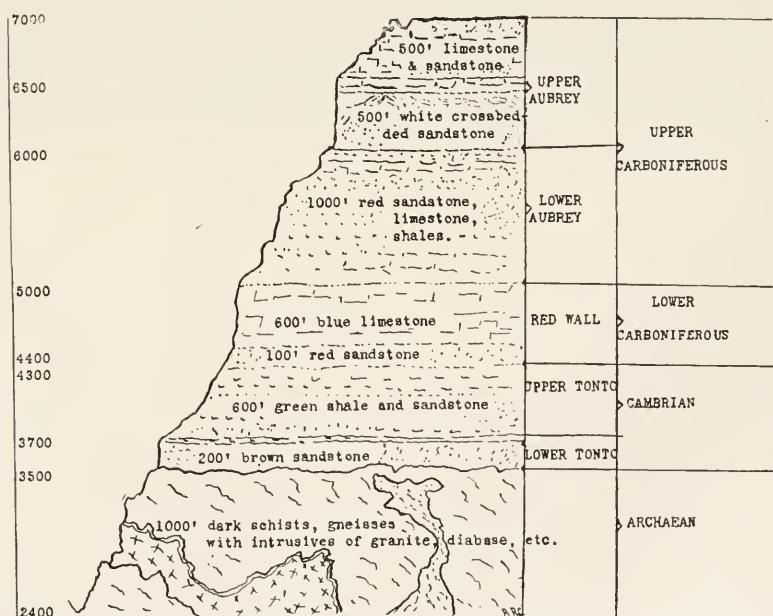 7000
500' limestone
& sandstone
6500
UPPER
AUBREY
500' white crossbed-
ded sandstone
UPPER
6000
CARBONIFEROUS
1000' red sandstone,
limestone,
shales.
LOWER
AUBREY
5000
LOWER
600' blue limestone
RED WALL
CARBONIFEROUS
100' red sandstone
4400
4300
UPPER TONTO
600' green shale and sandstone
CAMBRIAN
3700
200' brown sandstone
LOWER TONTO
3500
1000' dark schists, gneisses
with intrusives of granite, diabase, etc.
ARCHAEAN
2400